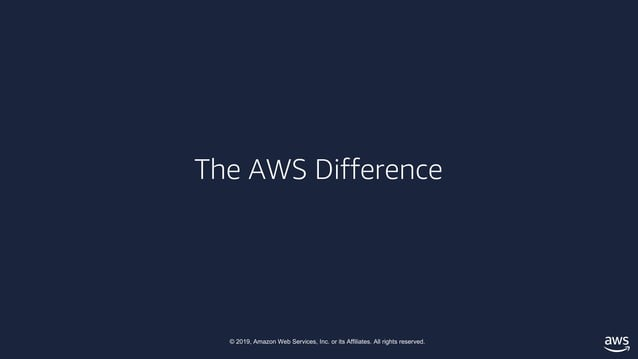 The AWS Difference
© 2019, Amazon Web Services, Inc. or its Affiliates. All rights reserved.
aws